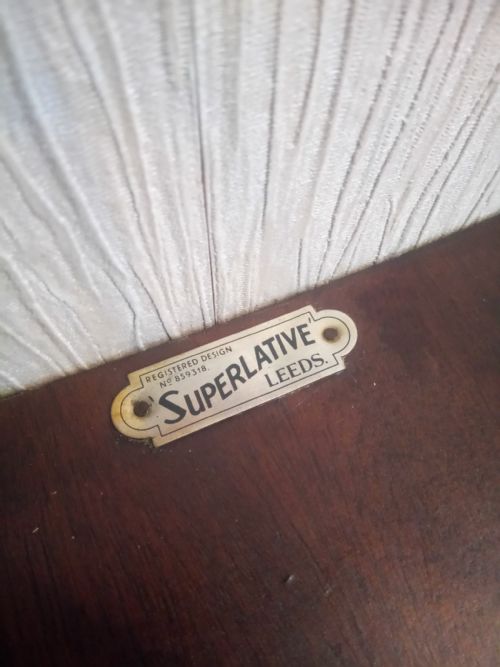 REGISTERED DESIGN
No 859318.
'SUPERLATIVE'
LEEDS.